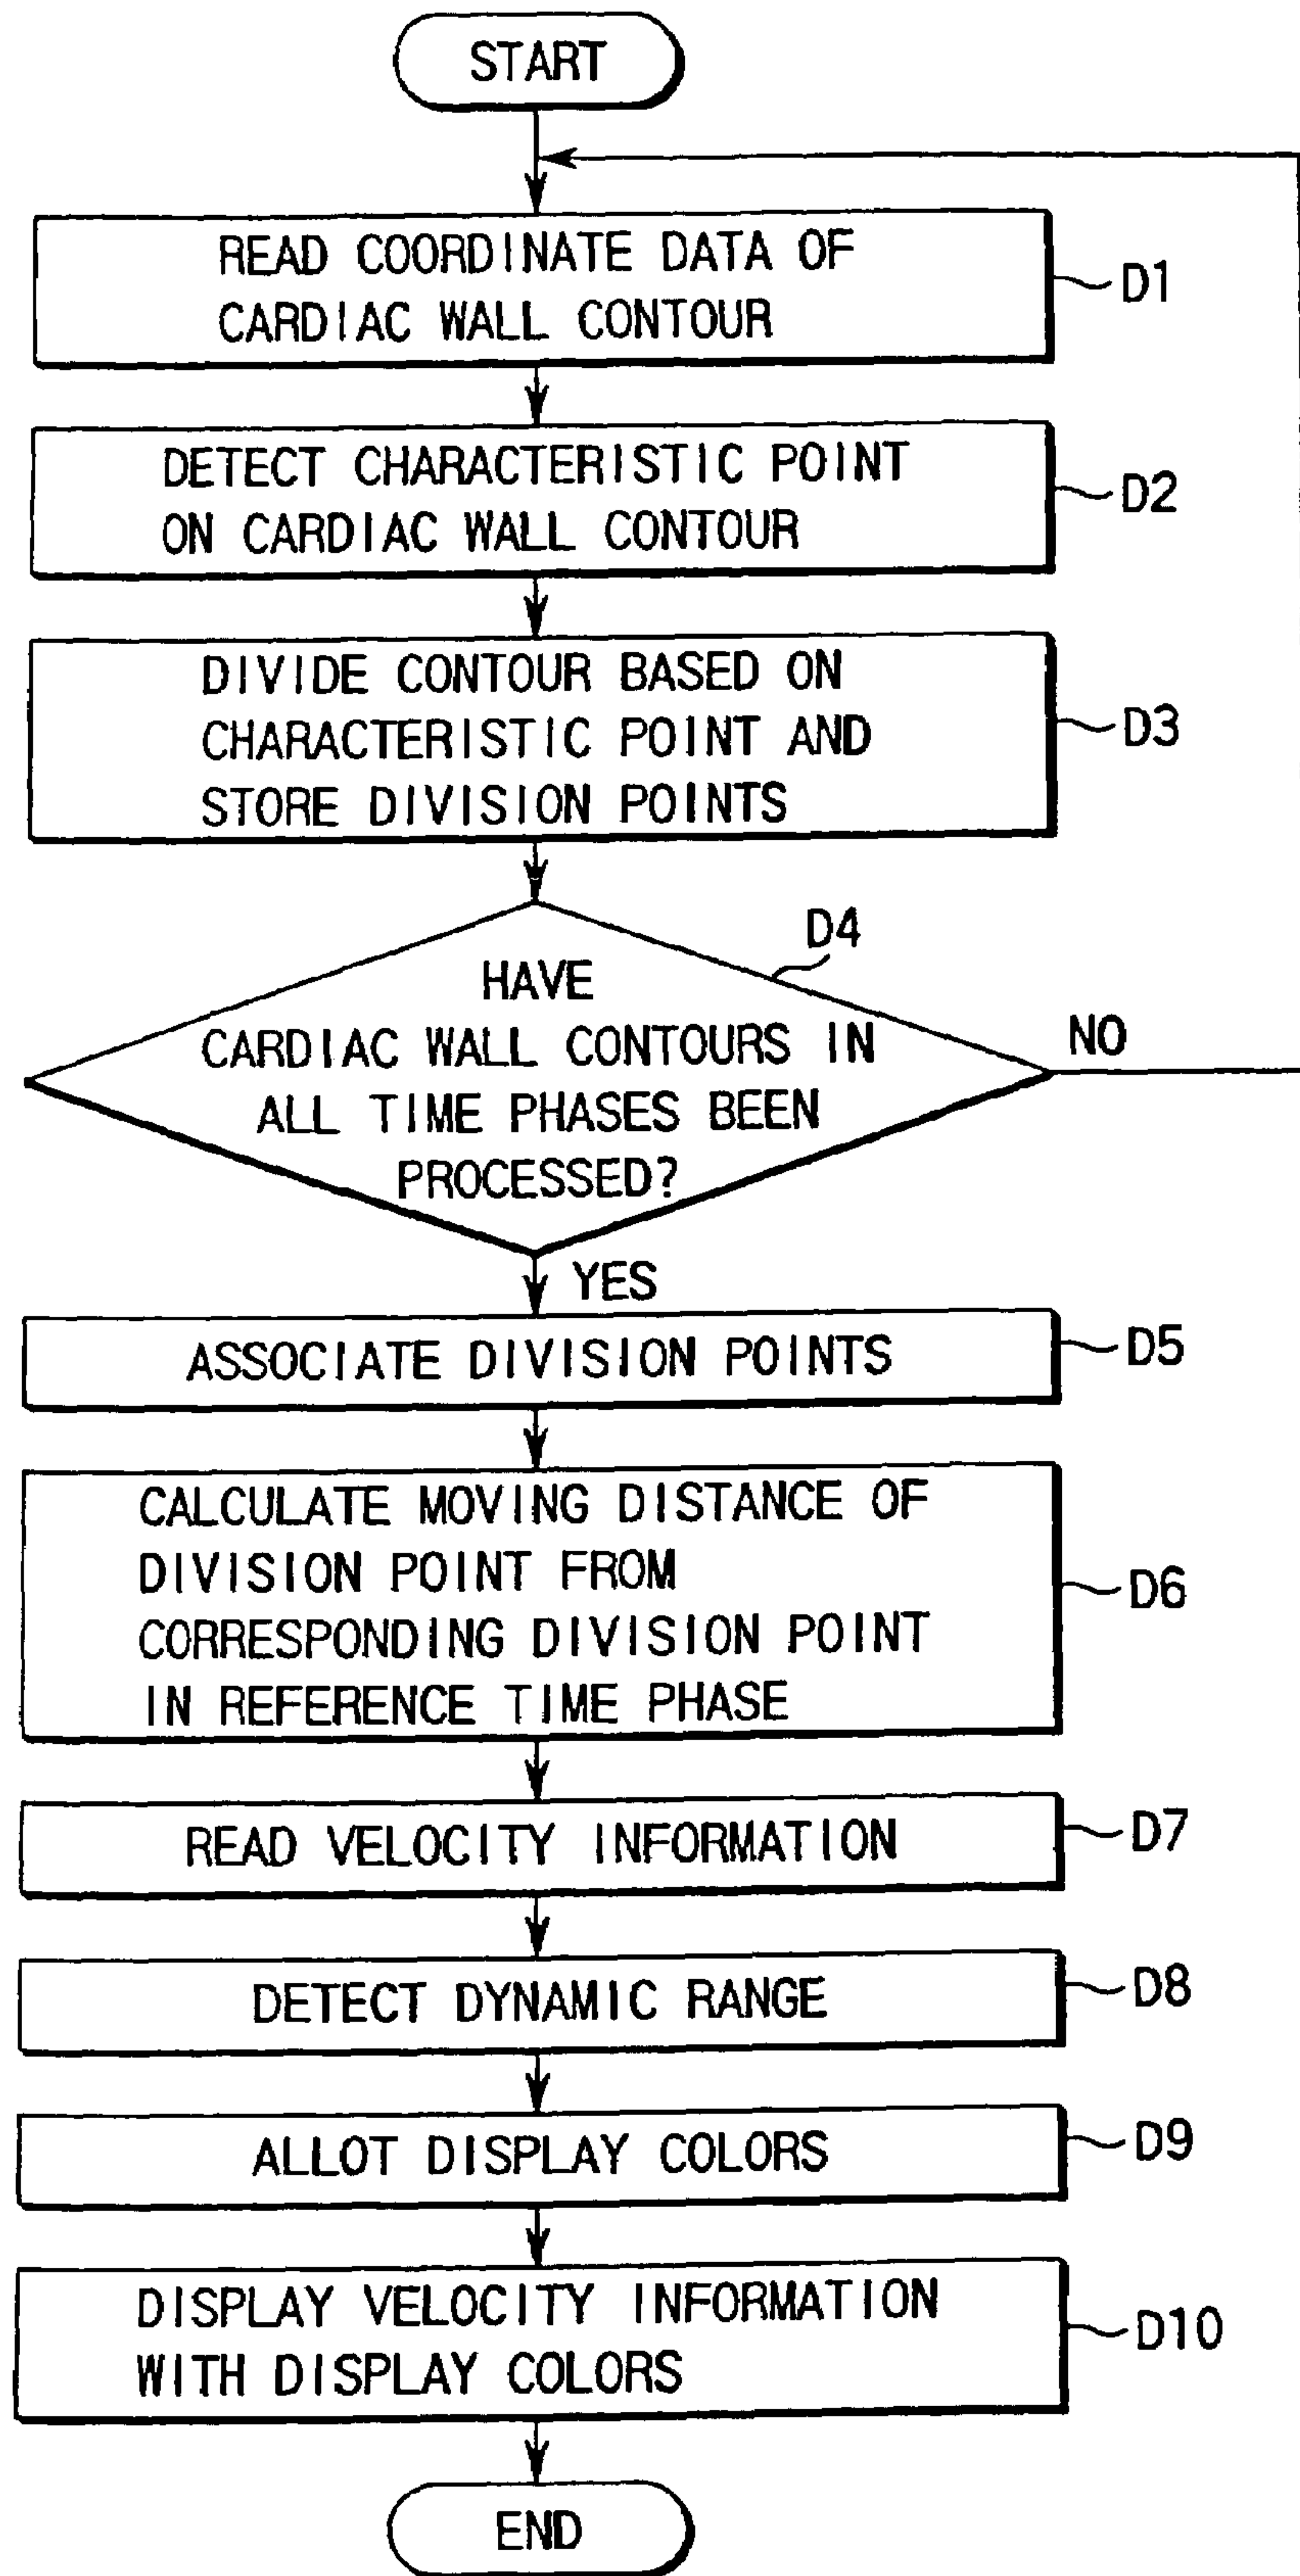 START
READ COORDINATE DATA OF
CARDIAC WALL CONTOUR
D1
DETECT CHARACTERISTIC POINT
ON CARDIAC WALL CONTOUR
D2
DIVIDE CONTOUR BASED ON
CHARACTERISTIC POINT AND
STORE DIVISION POINTS
D3
D4
HAVE
CARDIAC WALL CONTOURS IN
ALL TIME PHASES BEEN
PROCESSED?
NO
YES
ASSOCIATE DIVISION POINTS
D5
CALCULATE MOVING DISTANCE OF
DIVISION POINT FROM
CORRESPONDING DIVISION POINT
IN REFERENCE TIME PHASE
D6
READ VELOCITY INFORMATION
D7
DETECT DYNAMIC RANGE
D8
ALLOT DISPLAY COLORS
D9
DISPLAY VELOCITY INFORMATION
WITH DISPLAY COLORS
D10
END